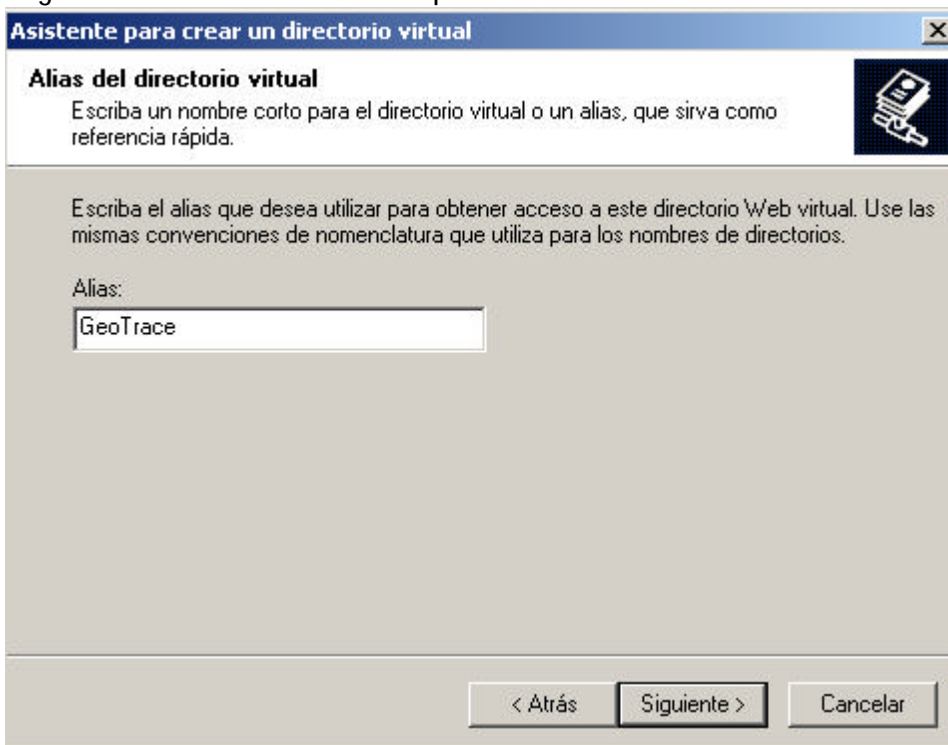 Asistente para crear un directorio virtual
Alias del directorio virtual
Escriba un nombre corto para el directorio virtual o un alias, que sirva como
referencia rápida.
Escriba el alias que desea utilizar para obtener acceso a este directorio Web virtual. Use las
mismas convenciones de nomenclatura que utiliza para los nombres de directorios.
Alias:
GeoTrace
< Atrás
Siguiente >
Cancelar